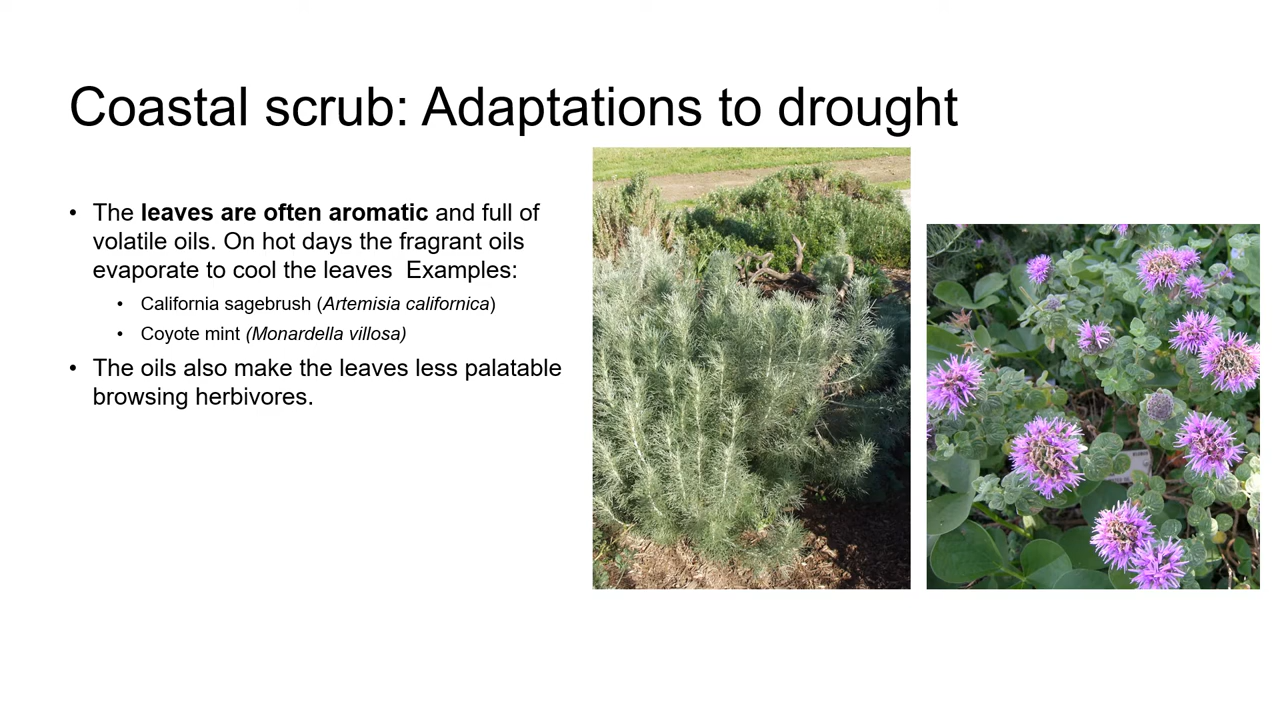 Coastal scrub: Adaptations to drought
• The leaves are often aromatic and full of
volatile oils. On hot days the fragrant oils
evaporate to cool the leaves  Examples:
• California sagebrush (Artemisia californica)
• Coyote mint (Monardella villosa)
• The oils also make the leaves less palatable
browsing herbivores.